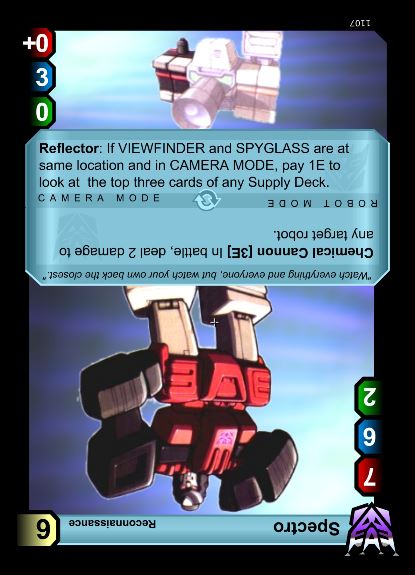 1107
+0
3
0
Reflector: If VIEWFINDER and SPYGLASS are at
same location and in CAMERA MODE, pay 1E to
look at the top three cards of any Supply Deck.
CAMERA MODE
Spectro
Reconnaissance
6
7
6
2
"Watch everything and everyone, but watch your own back the closest."
Chemical Cannon [3E] In battle, deal 2 damage to
any target robot.
ROBOT MODE